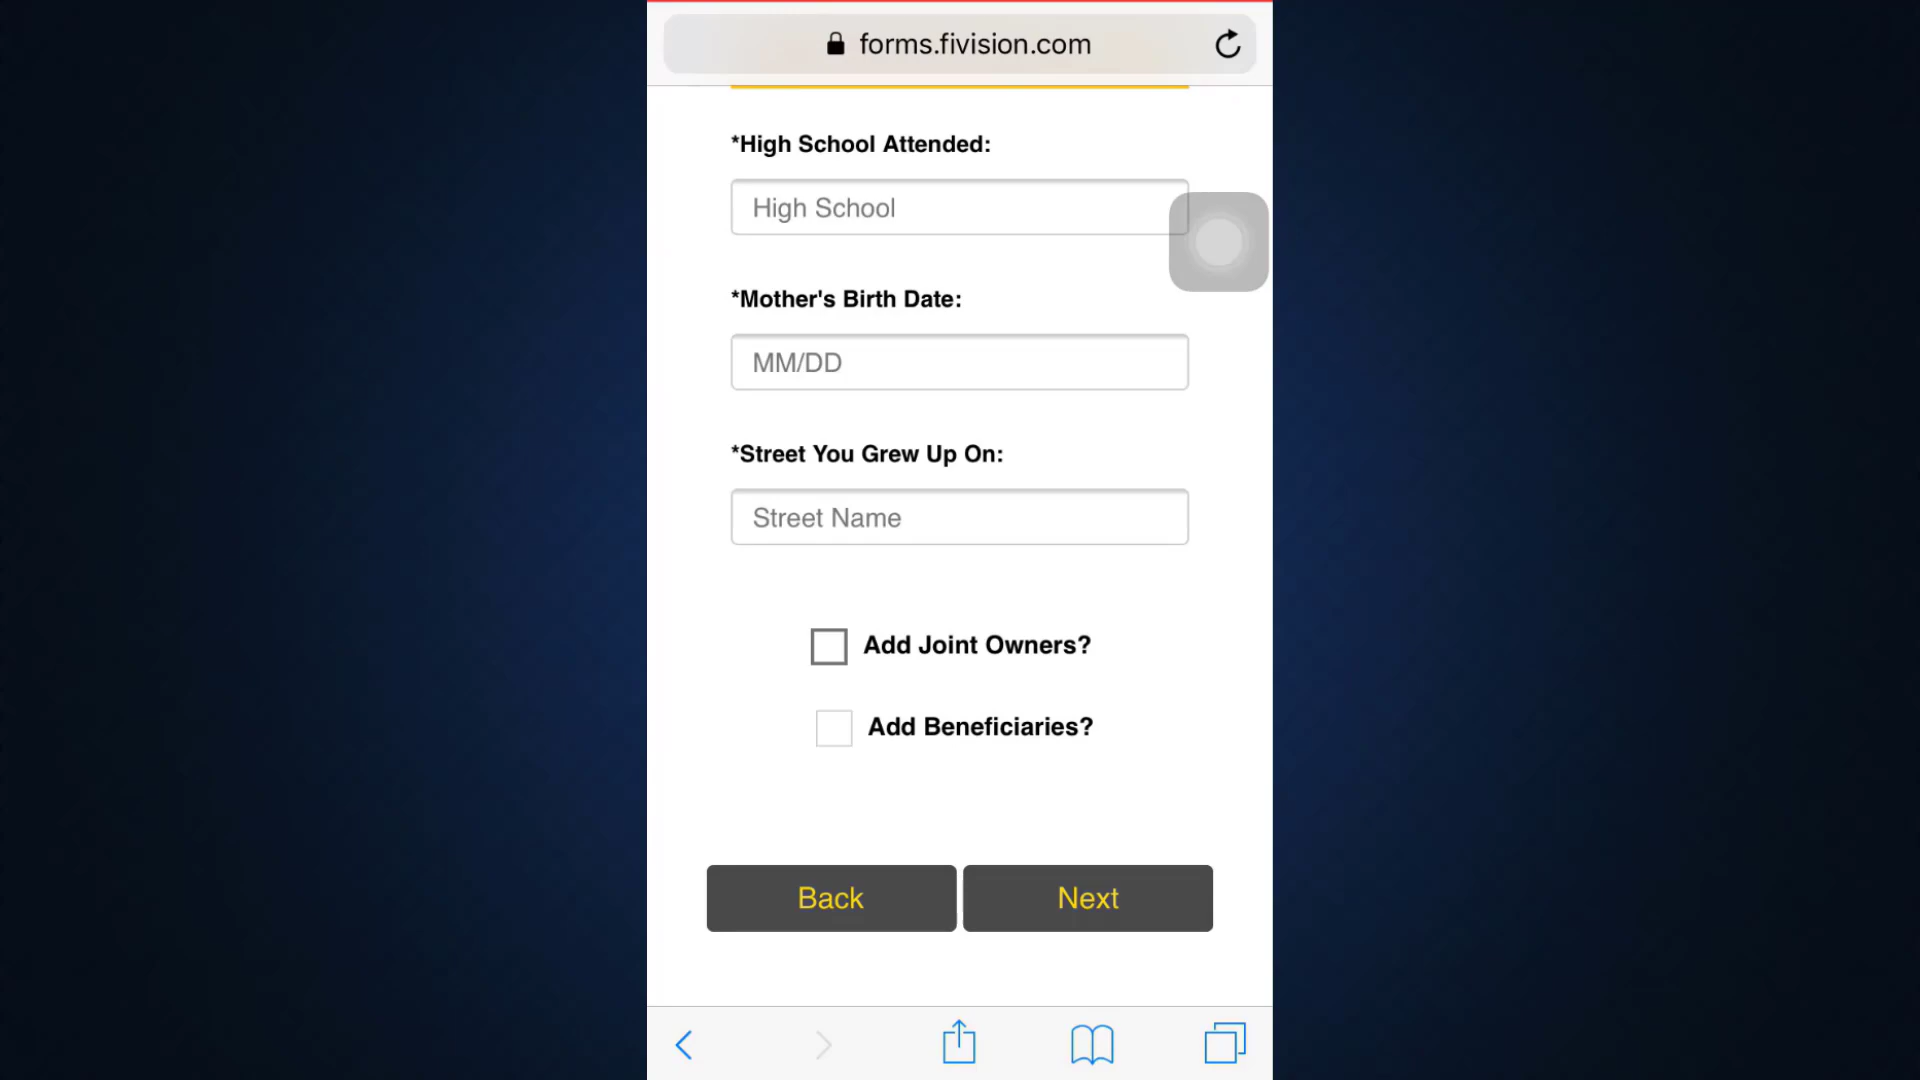 forms.fivision.com
*High School Attended:
High School
*Mother's Birth Date:
MM/DD
*Street You Grew Up On:
Street Name
Add Joint Owners?
Add Beneficiaries?
Back Next